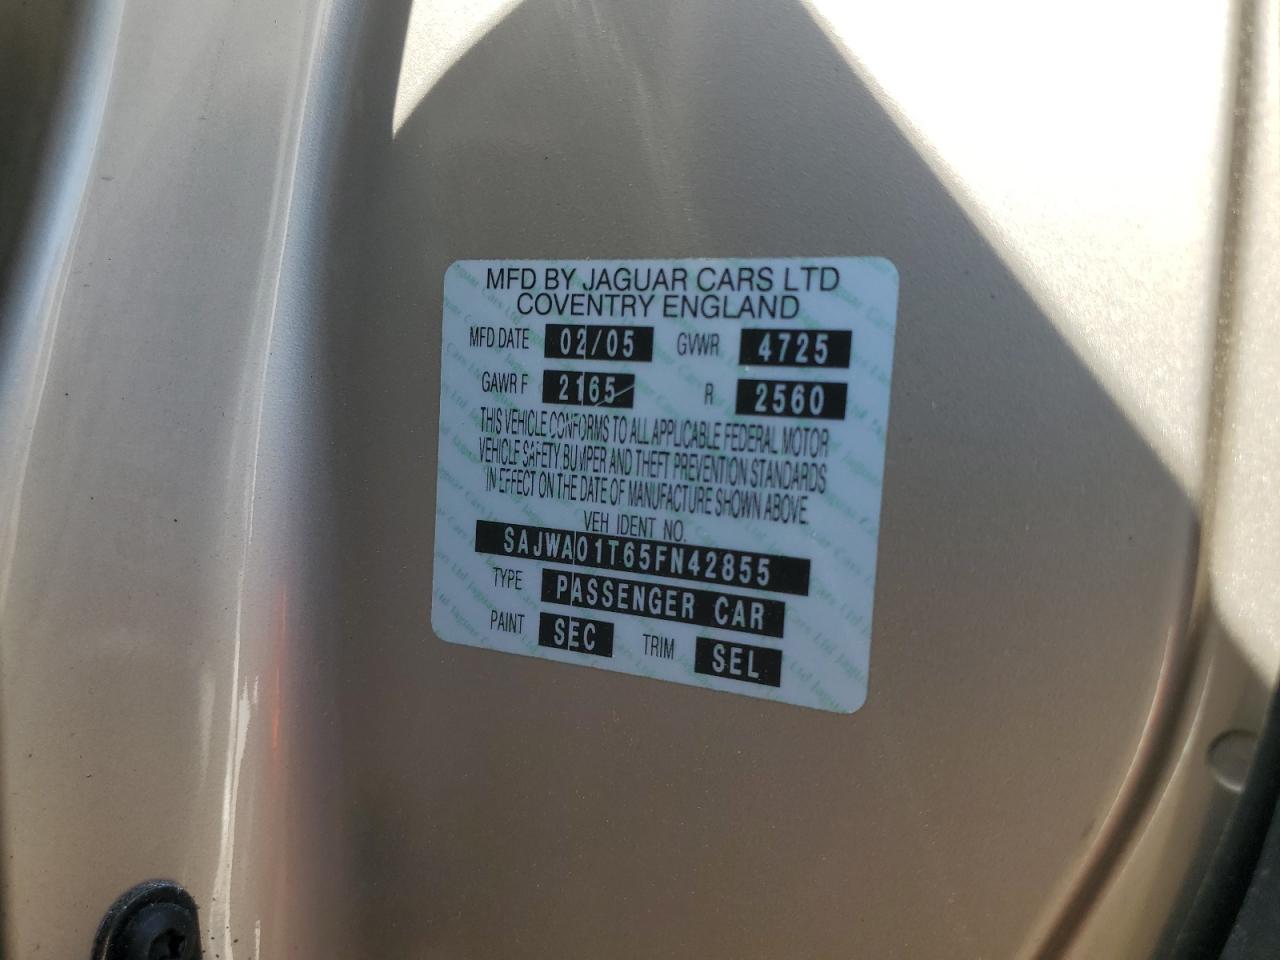 MFD BY JAGUAR CARS LTD
COVENTRY ENGLAND
MFD DATE 02/05 GVWR 4725
GAWR F 2165 R 2560
THIS VEHICLE CONFORMS TO ALL APPLICABLE FEDERAL MOTOR
VEHICLE SAFETY, BUMPER AND THEFT PREVENTION STANDARDS
IN EFFECT ON THE DATE OF MANUFACTURE SHOWN ABOVE.
VEH IDENT NO.
SAJWA01T65FN42855
TYPE PASSENGER CAR
PAINT SEC TRIM SEL